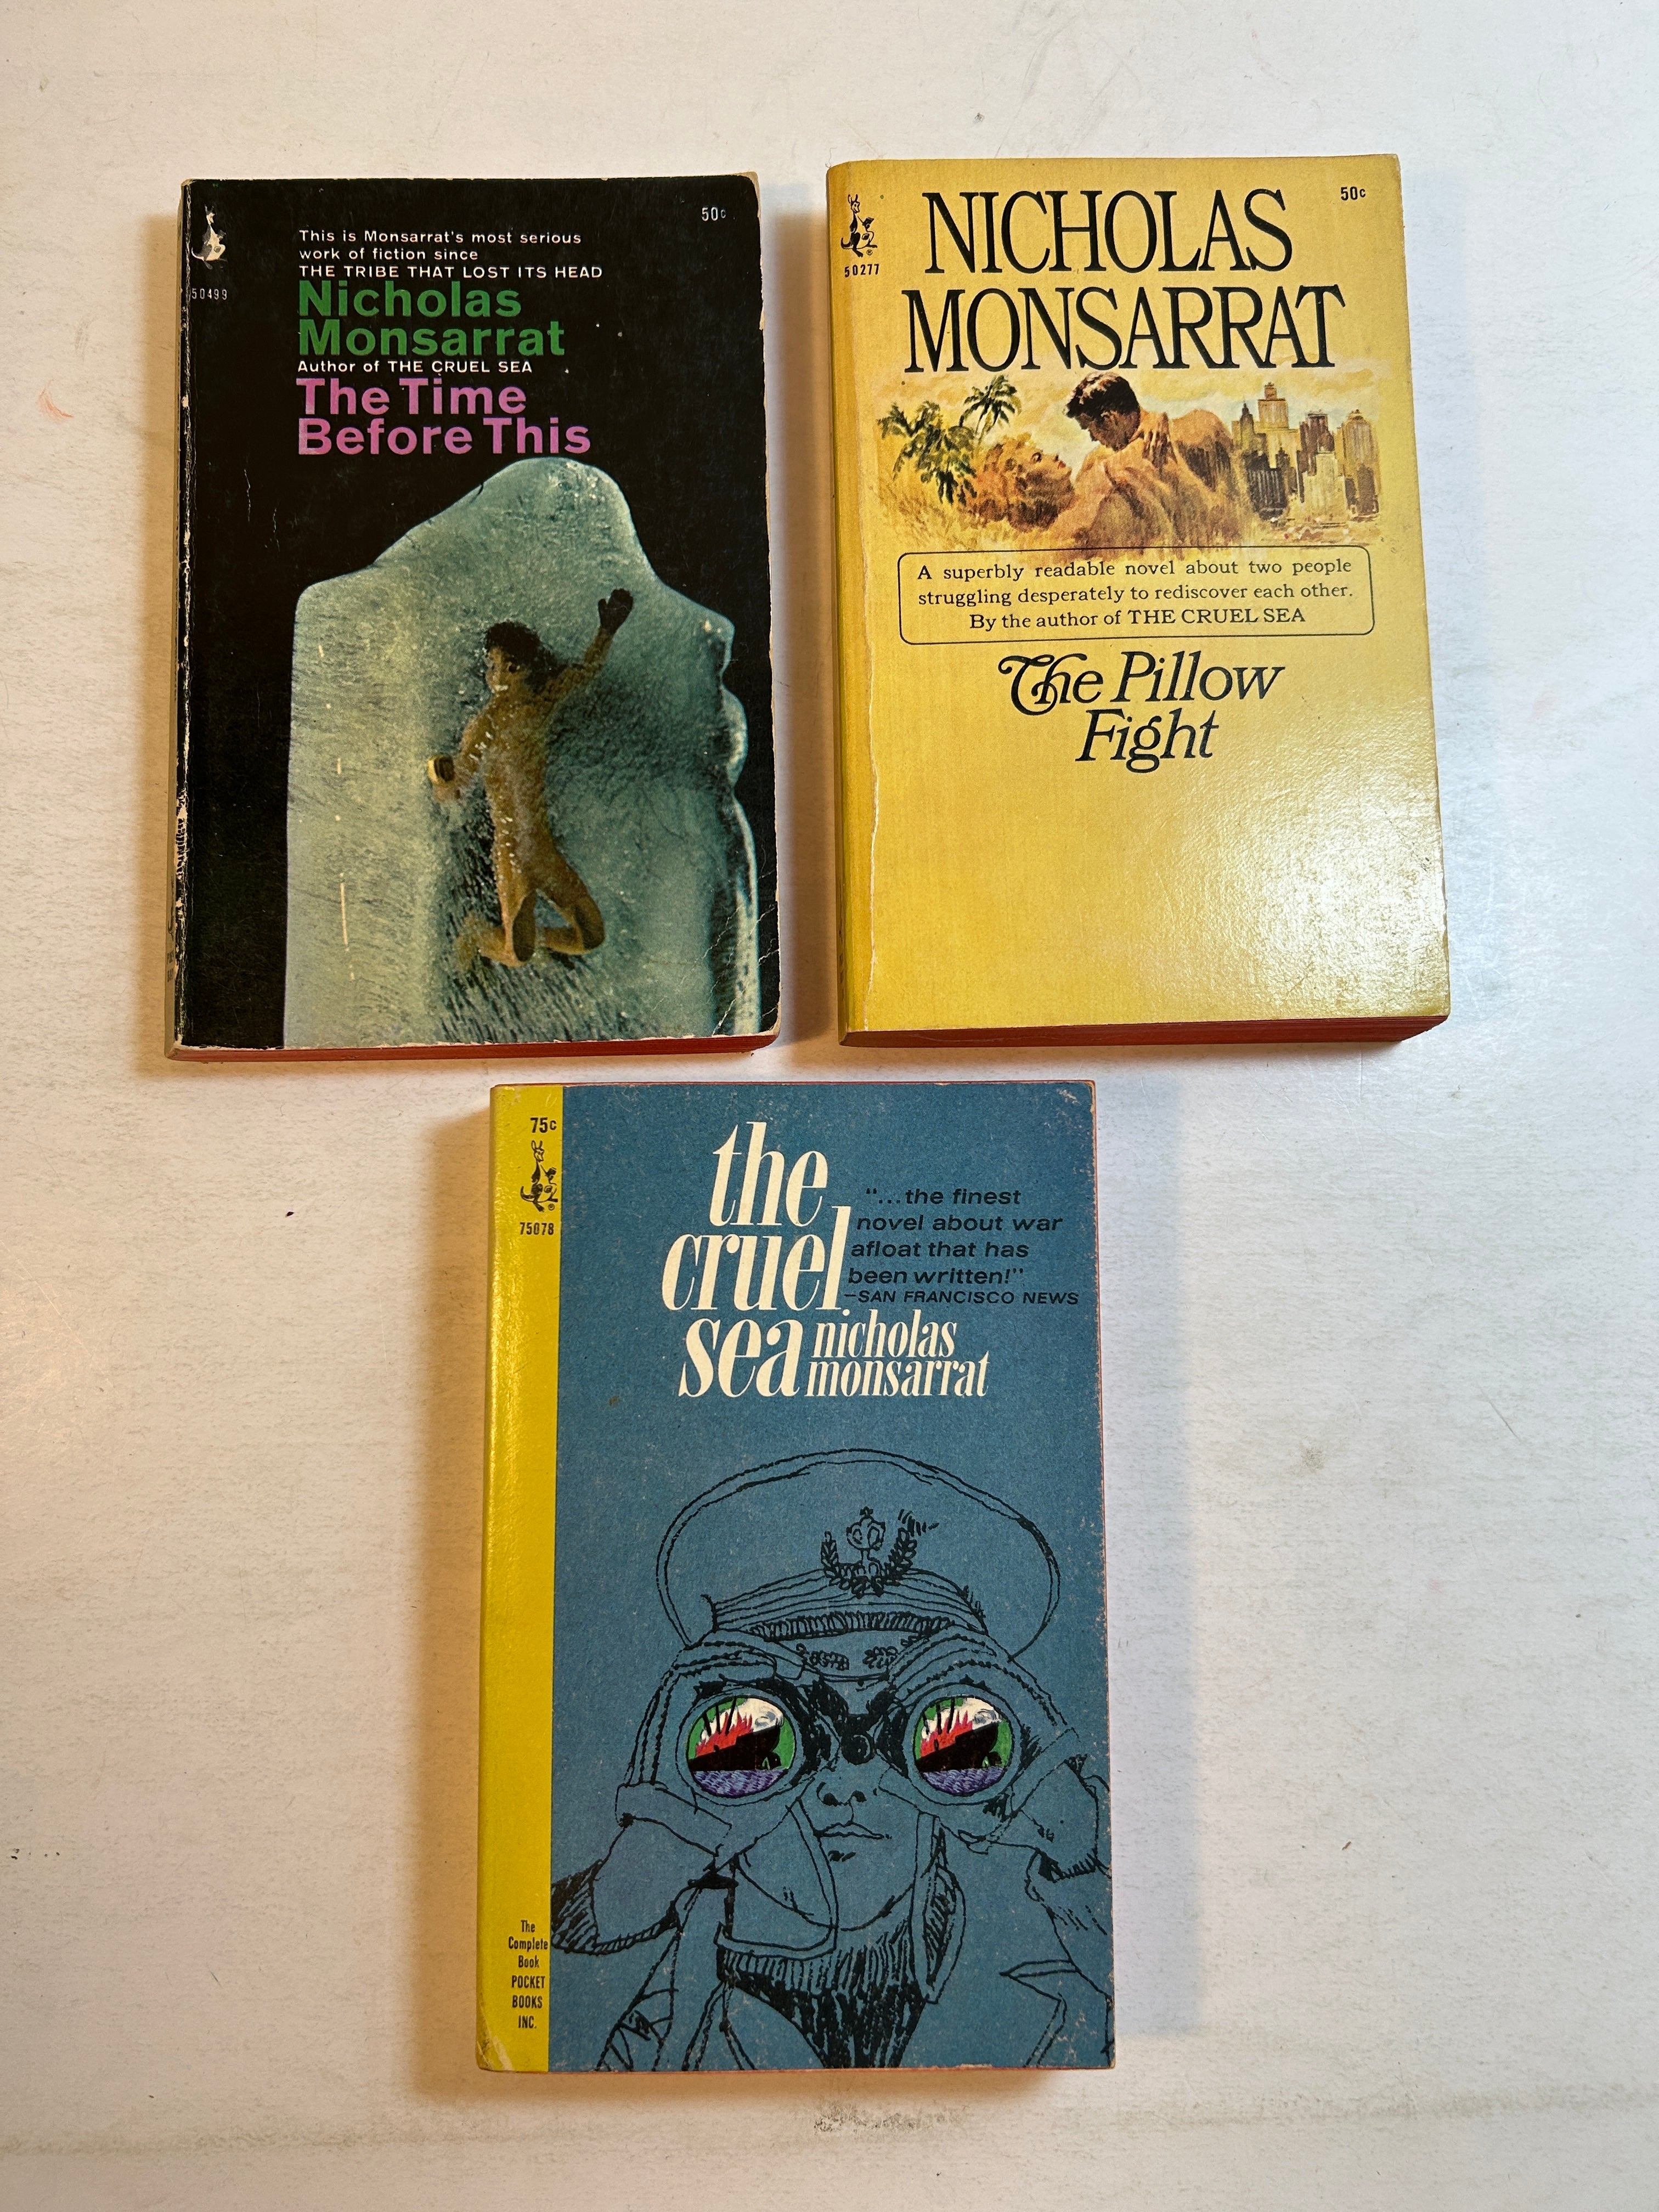 50c
This is Monsarrat's most serious
work of fiction since
THE TRIBE THAT LOST ITS HEAD
50499
Nicholas
Monsarrat
Author of THE CRUEL SEA
The Time
Before This
NICHOLAS
50c
50277
MONSARRAT
A superbly readable novel about two people
struggling desperately to rediscover each other.
By the author of THE CRUEL SEA
The Pillow
Fight
75c
®
75078
the
cruel
sea
"...the finest
novel about war
afloat that has
been written!"
—SAN FRANCISCO NEWS
nicholas
monsarrat
The
Complete
Book
POCKET
BOOKS
INC.